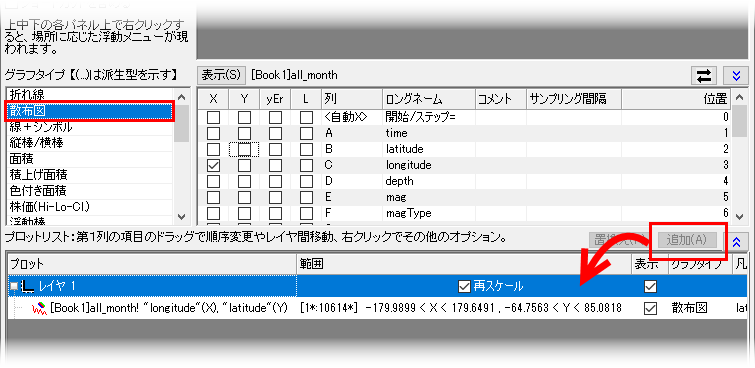 上中下の各パネル上で右クリックす
ると、場所に応じた浮動メニューが現
われます。
グラフタイプ【(...)は派生型を示す】
表示(S) [Book1]all_month
折れ線
散布図
線+シンボル
縦棒/横棒
面積
積上げ面積
色付き面積
株価(Hi-Lo-Cl.)
浮動棒
X Y yEr L 列 ロングネーム コメント サンプリング間隔 位置
<自動X> 開始/ステップ= 0
A time 1
B latitude 2
C longitude 3
D depth 4
E mag 5
F magType 6
プロットリスト:第1列の項目のドラッグで順序変更やレイヤ間移動、右クリックでその他のオプション。
追加(A)
プロット 範囲 表示 グラフタイプ 凡
レイヤ 1 再スケール
[Book1]all_month! "longitude"(X), "latitude"(Y) [1*:10614*] -179.9899 < X < 179.6491 , -64.7563 < Y < 85.0818 散布図 lat